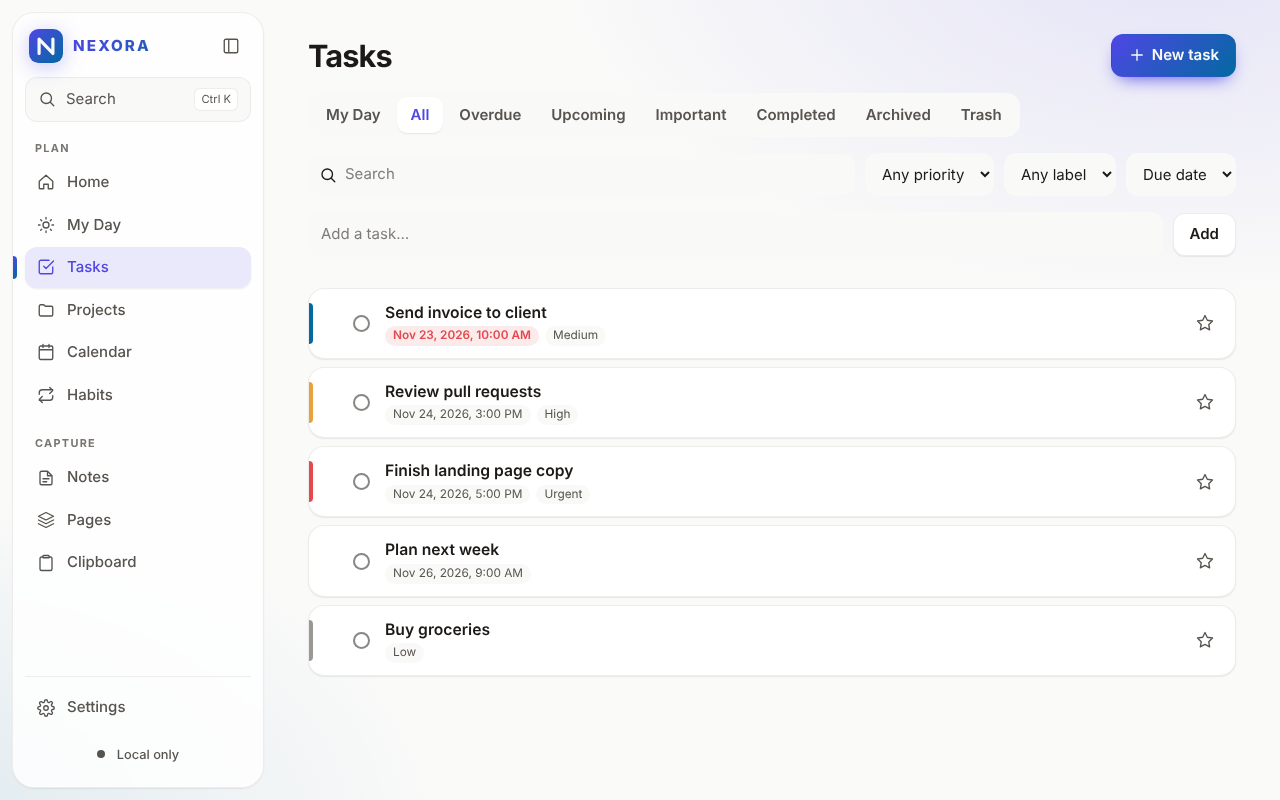 NEXORA
Search Ctrl K
PLAN
Home
My Day
Tasks
Projects
Calendar
Habits
CAPTURE
Notes
Pages
Clipboard
Settings
Local only
Tasks
New task
My Day All Overdue Upcoming Important Completed Archived Trash
Search Any priority Any label Due date
Add a task... Add
Send invoice to client
Nov 23, 2026, 10:00 AM Medium
Review pull requests
Nov 24, 2026, 3:00 PM High
Finish landing page copy
Nov 24, 2026, 5:00 PM Urgent
Plan next week
Nov 26, 2026, 9:00 AM
Buy groceries
Low